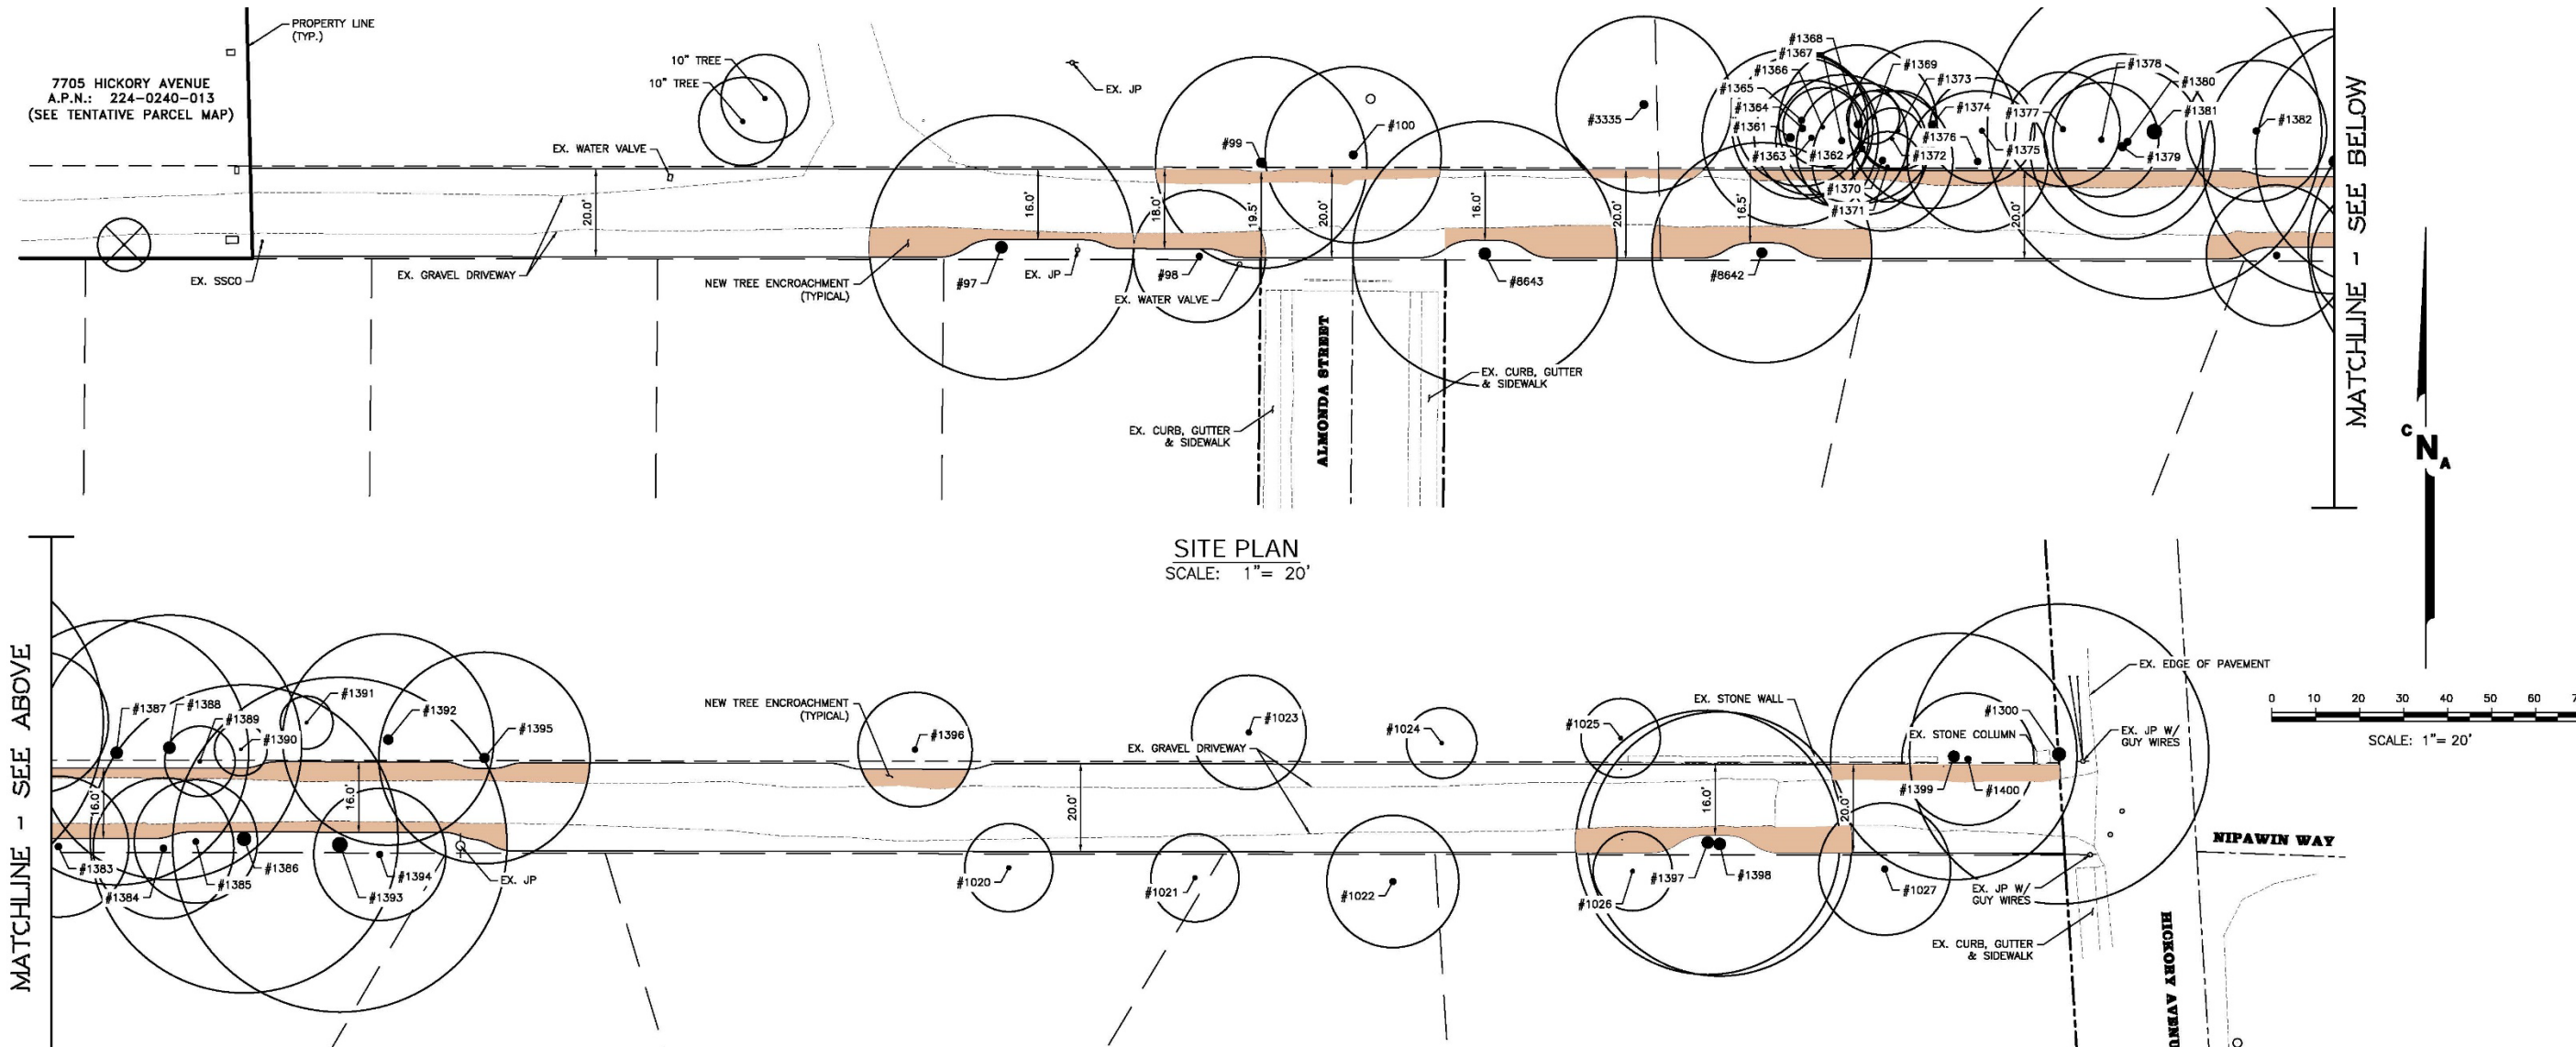 PROPERTY LINE
(TYP.)
7705 HICKORY AVENUE
A.P.N.: 224-0240-013
(SEE TENTATIVE PARCEL MAP)
10" TREE
10" TREE
EX. JP
EX. WATER VALVE
#99
#100
#3335
#1368
#1367
#1366
#1365
#1364
#1361
#1363
#1362
#1369
#1373
#1374
#1376
#1375
#1372
#1370
#1371
#1377
#1378
#1380
#1381
#1379
#1382
MATCHLINE - SEE BELOW
20.0'
16.0'
18.0'
19.5'
20.0'
16.0'
20.0'
16.5'
20.0'
EX. SSCO
EX. GRAVEL DRIVEWAY
NEW TREE ENCROACHMENT
(TYPICAL)
#97
EX. JP
#98
EX. WATER VALVE
#8643
#8642
ALMONDA STREET
EX. CURB, GUTTER
& SIDEWALK
EX. CURB, GUTTER
& SIDEWALK
C N A
SITE PLAN
SCALE: 1"= 20'
MATCHLINE - SEE ABOVE
#1387
#1388
#1389
#1390
#1391
#1392
#1395
16.0'
16.0'
#1383
#1384
#1385
#1386
#1393
#1394
EX. JP
NEW TREE ENCROACHMENT
(TYPICAL)
#1396
#1023
EX. GRAVEL DRIVEWAY
#1024
#1025
EX. STONE WALL
#1300
EX. STONE COLUMN
#1399
#1400
EX. EDGE OF PAVEMENT
EX. JP W/
GUY WIRES
20.0'
16.0'
20.0'
#1020
#1021
#1022
#1026
#1397
#1398
#1027
EX. JP W/
GUY WIRES
EX. CURB, GUTTER
& SIDEWALK
NIPAWIN WAY
HICKORY AVENU
0 10 20 30 40 50 60 7
SCALE: 1"= 20'